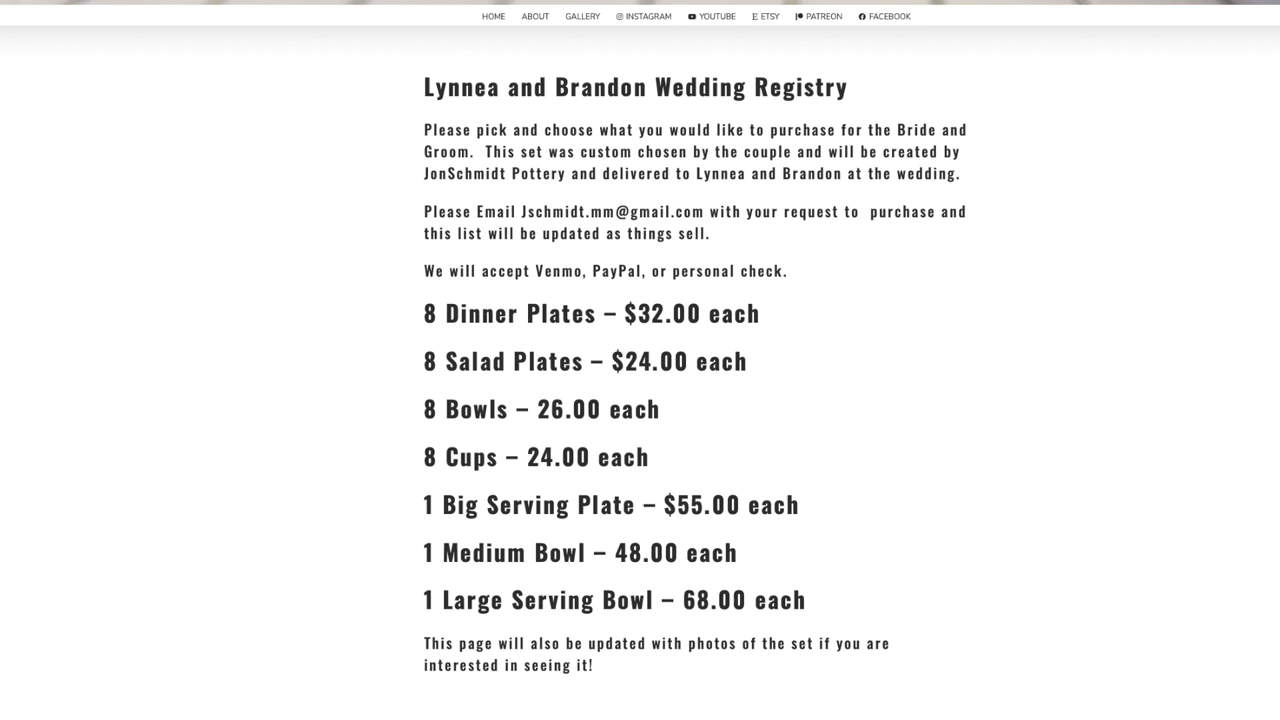 HOME ABOUT GALLERY INSTAGRAM YOUTUBE ETSY PATREON FACEBOOK
Lynnea and Brandon Wedding Registry
Please pick and choose what you would like to purchase for the Bride and
Groom.  This set was custom chosen by the couple and will be created by
JonSchmidt Pottery and delivered to Lynnea and Brandon at the wedding.
Please Email Jschmidt.mm@gmail.com with your request to  purchase and
this list will be updated as things sell.
We will accept Venmo, PayPal, or personal check.
8 Dinner Plates – $32.00 each
8 Salad Plates – $24.00 each
8 Bowls – 26.00 each
8 Cups – 24.00 each
1 Big Serving Plate – $55.00 each
1 Medium Bowl – 48.00 each
1 Large Serving Bowl – 68.00 each
This page will also be updated with photos of the set if you are
interested in seeing it!